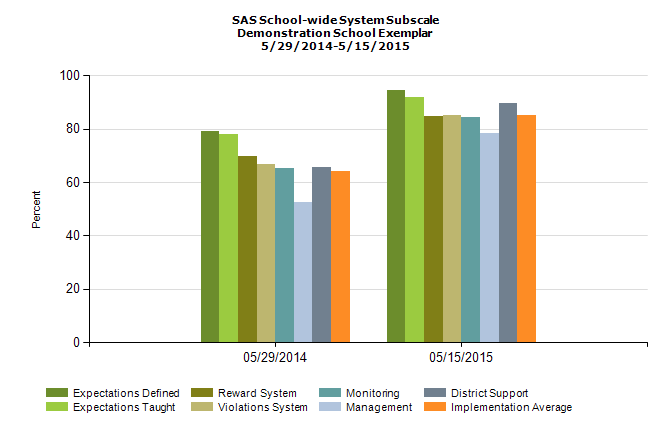 SAS School-wide System Subscale
Demonstration School Exemplar
5/29/2014-5/15/2015
100
80
60
40
20
0
Percent
05/29/2014
05/15/2015
Expectations Defined
Reward System
Monitoring
District Support
Expectations Taught
Violations System
Management
Implementation Average